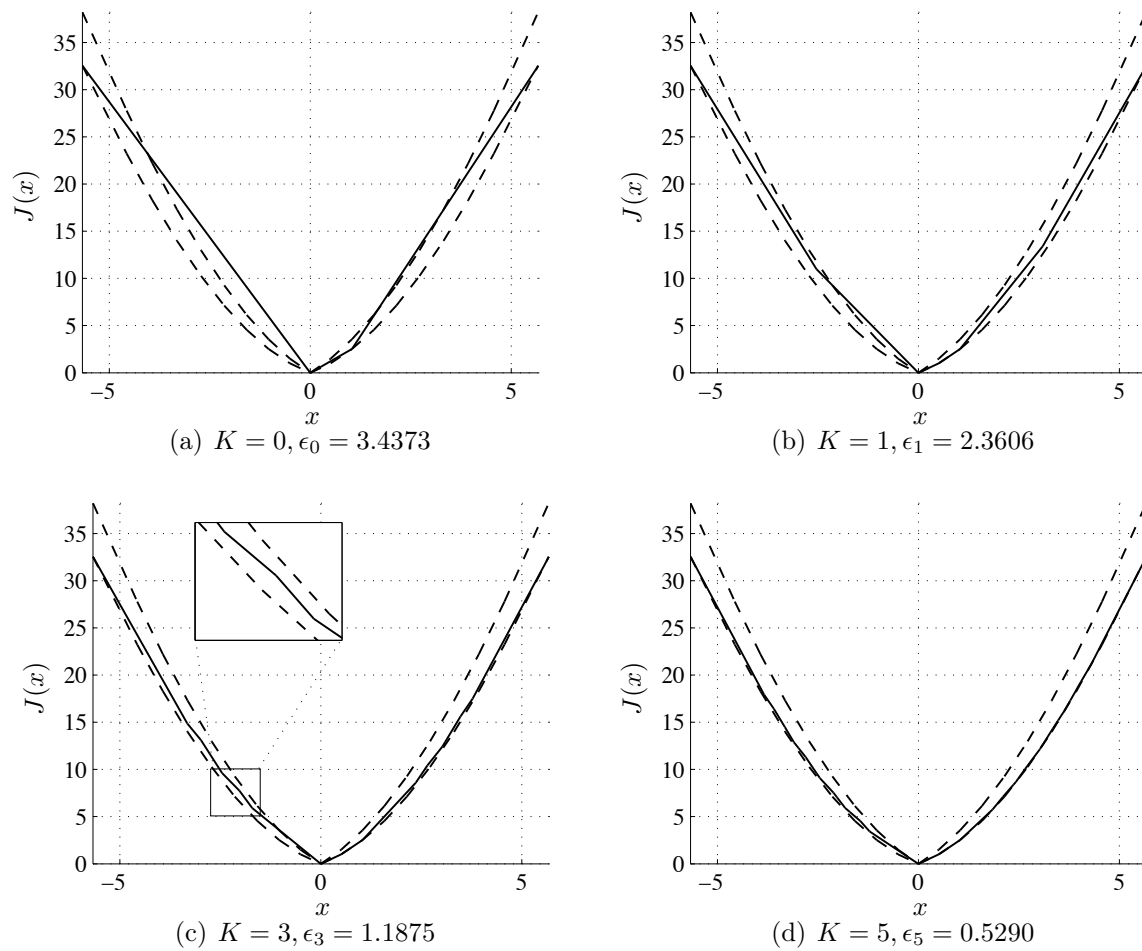 35
30
25
20
15
10
5
0
J(x)
−5 0 5
x
(a) K = 0, ϵ₀ = 3.4373
35
30
25
20
15
10
5
0
J(x)
−5 0 5
x
(b) K = 1, ϵ₁ = 2.3606
35
30
25
20
15
10
5
0
J(x)
−5 0 5
x
(c) K = 3, ϵ₃ = 1.1875
35
30
25
20
15
10
5
0
J(x)
−5 0 5
x
(d) K = 5, ϵ₅ = 0.5290